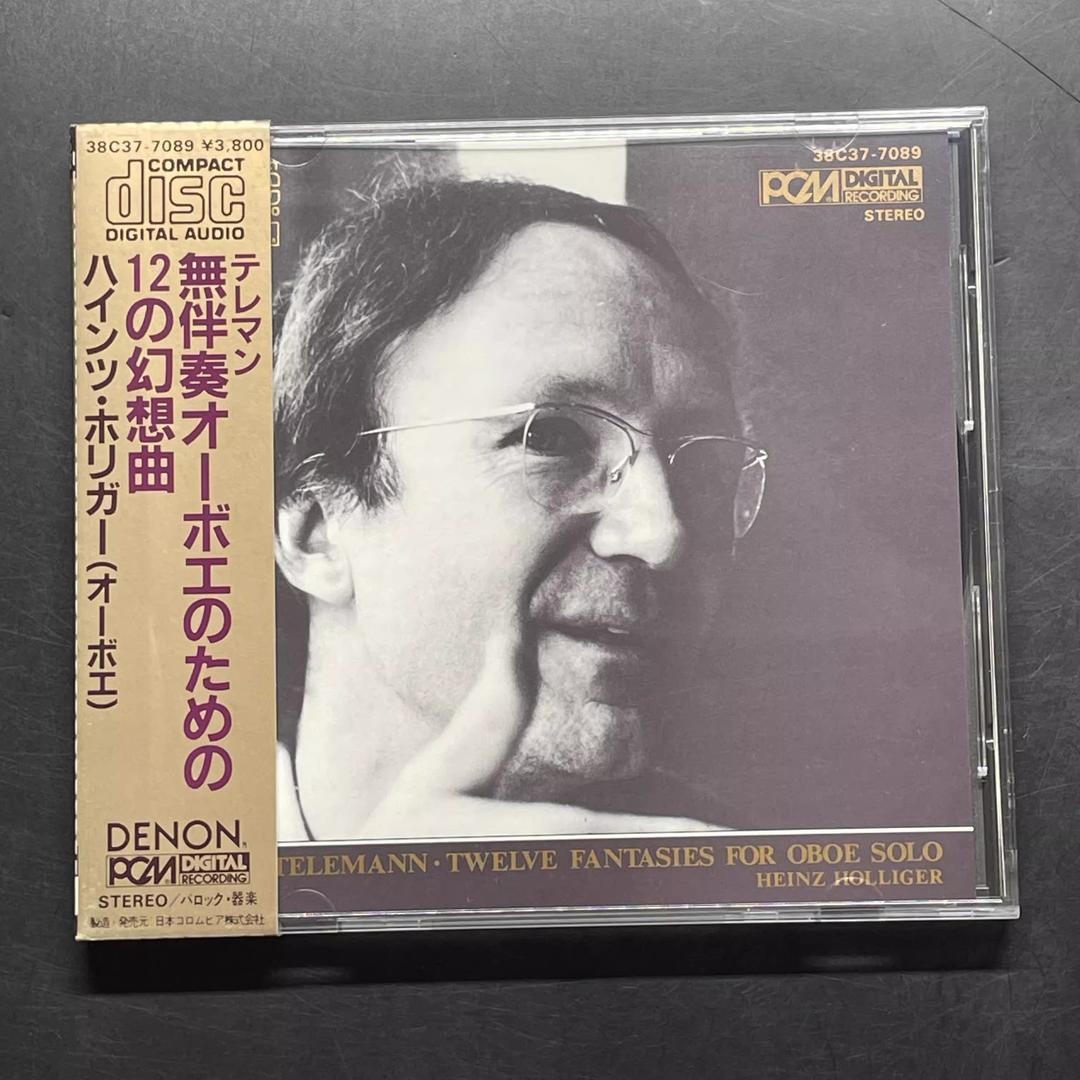 38C37-7089 ¥3,800
COMPACT
disc
DIGITAL AUDIO
テレマン
無伴奏オーボエのための
12の幻想曲
ハインツ・ホリガー(オーボエ)
DENON
PCM DIGITAL
RECORDING
STEREO/バロック・器楽
製造・発売元 日本コロムビア株式会社
38C37-7089
PCM DIGITAL
RECORDING
STEREO
TELEMANN・TWELVE FANTASIES FOR OBOE SOLO
HEINZ HOLLIGER